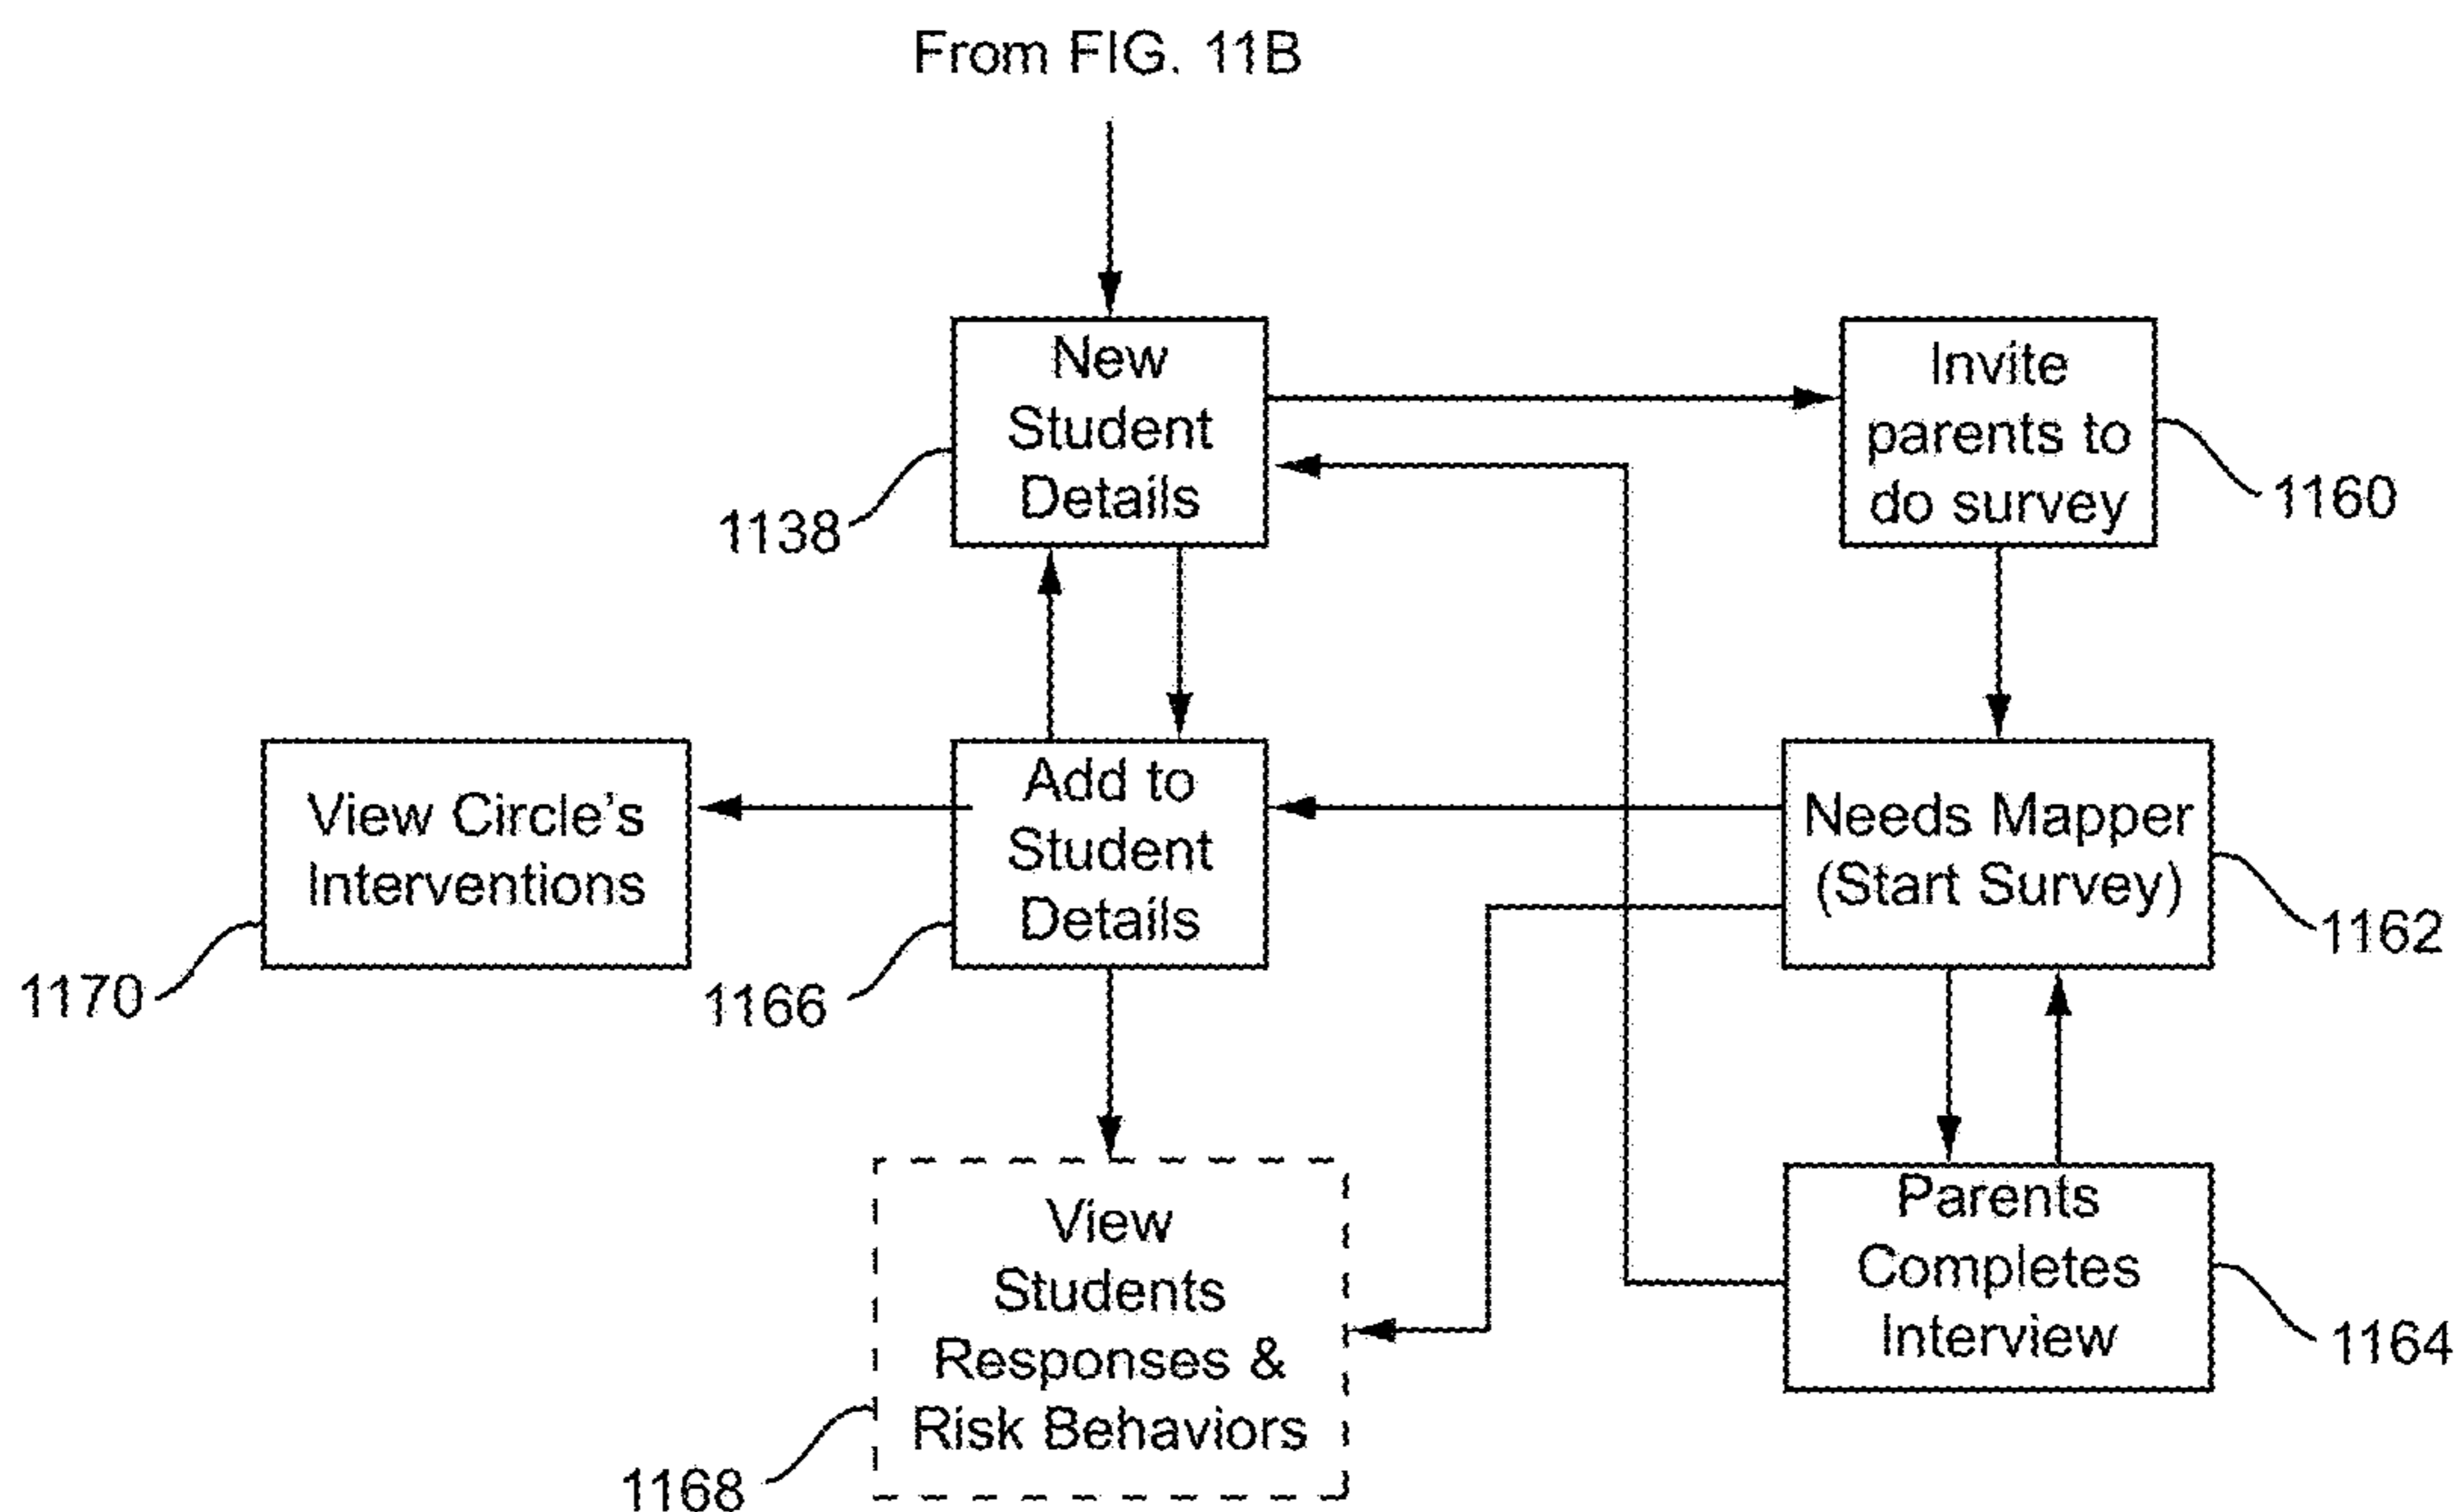 From FIG. 11B
New
Student
Details
1138
Invite
parents to
do survey
1160
View Circle's
Interventions
1170
Add to
Student
Details
1166
Needs Mapper
(Start Survey)
1162
View
Students
Responses &
Risk Behaviors
1168
Parents
Completes
Interview
1164